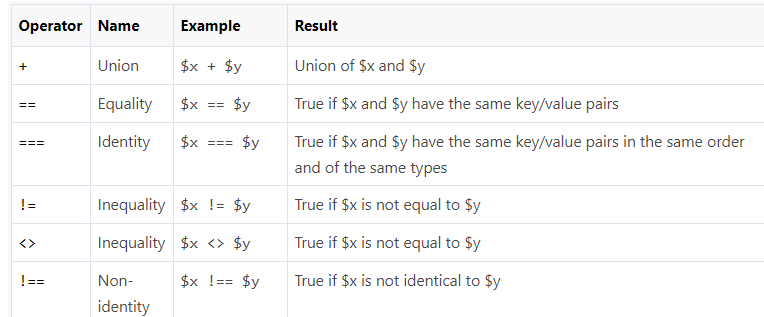 Operator Name Example Result
+ Union $x + $y Union of $x and $y
== Equality $x == $y True if $x and $y have the same key/value pairs
=== Identity $x === $y True if $x and $y have the same key/value pairs in the same order
and of the same types
!= Inequality $x != $y True if $x is not equal to $y
<> Inequality $x <> $y True if $x is not equal to $y
!== Non- $x !== $y True if $x is not identical to $y
identity